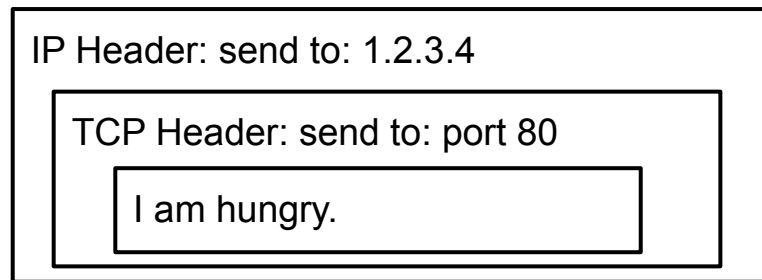 IP Header: send to: 1.2.3.4
TCP Header: send to: port 80
I am hungry.